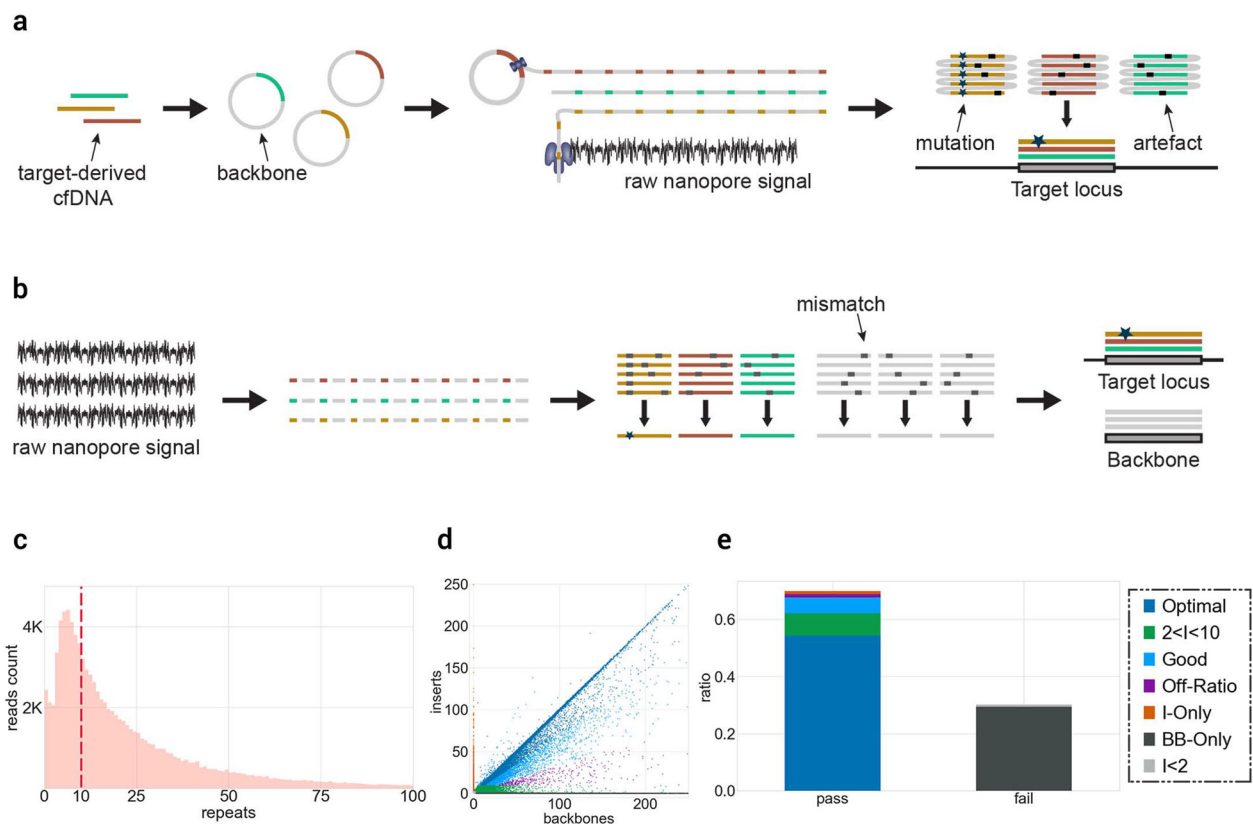 a
target-derived
cfDNA
backbone
raw nanopore signal
mutation
artefact
Target locus
b
raw nanopore signal
mismatch
Target locus
Backbone
c
reads count
4K
2K
0
10
25
50
75
100
repeats
d
inserts
250
200
150
100
50
0
0
100
200
backbones
e
ratio
0.6
0.4
0.2
0.0
pass
fail
Optimal
2<I<10
Good
Off-Ratio
I-Only
BB-Only
I<2